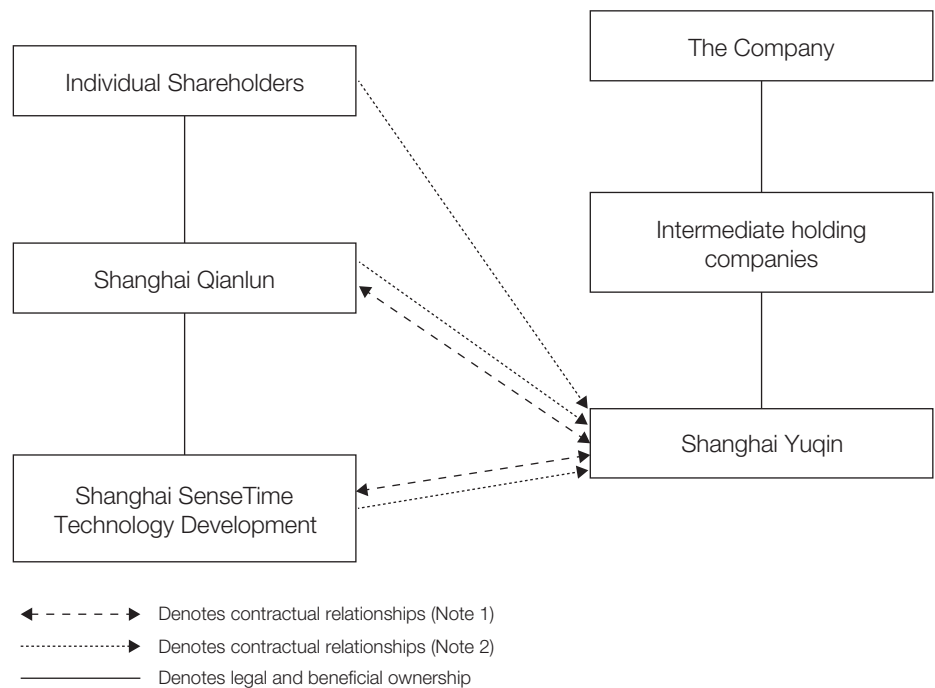 The Company
Individual Shareholders
Intermediate holding
companies
Shanghai Qianlun
Shanghai Yuqin
Shanghai SenseTime
Technology Development
Denotes contractual relationships (Note 1)
Denotes contractual relationships (Note 2)
Denotes legal and beneficial ownership